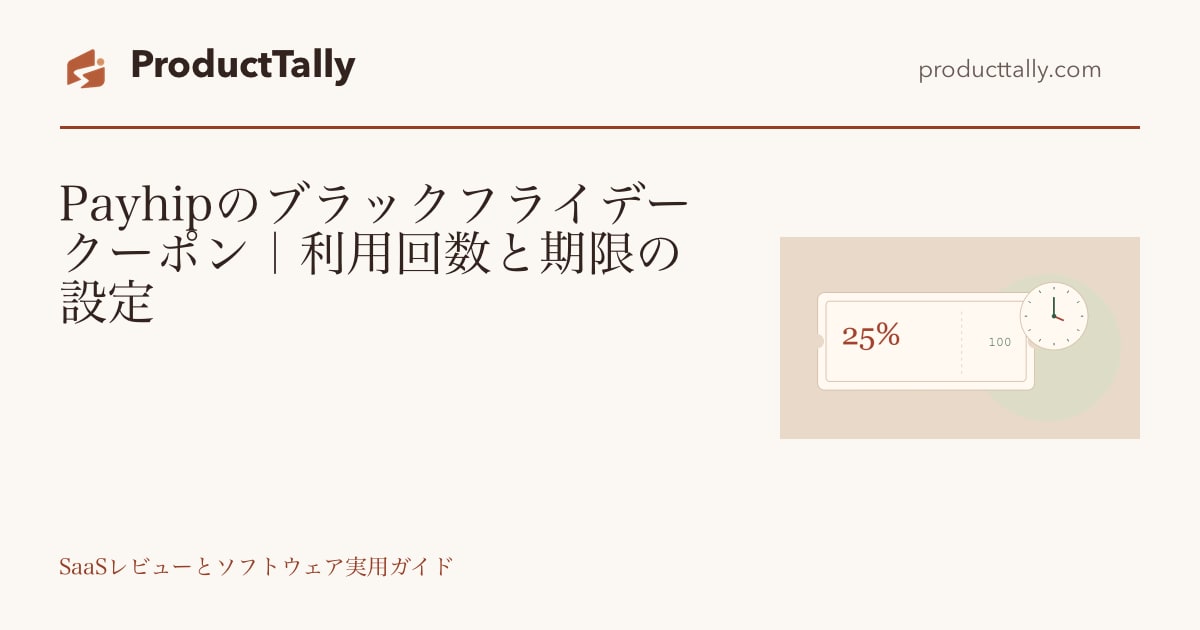 ProductTally
producttally.com
Payhipのブラックフライデー
クーポン｜利用回数と期限の
設定
25%
100
SaaSレビューとソフトウェア実用ガイド